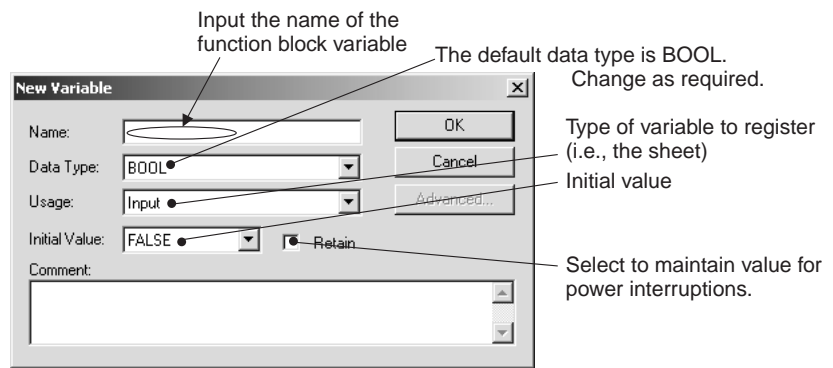 Input the name of the
function block variable
The default data type is BOOL.
Change as required.
New Variable
Name:
OK
Type of variable to register
(i.e., the sheet)
Data Type:
BOOL
Cancel
Initial value
Usage:
Input
Advanced...
Initial Value:
FALSE
Retain
Select to maintain value for
power interruptions.
Comment: